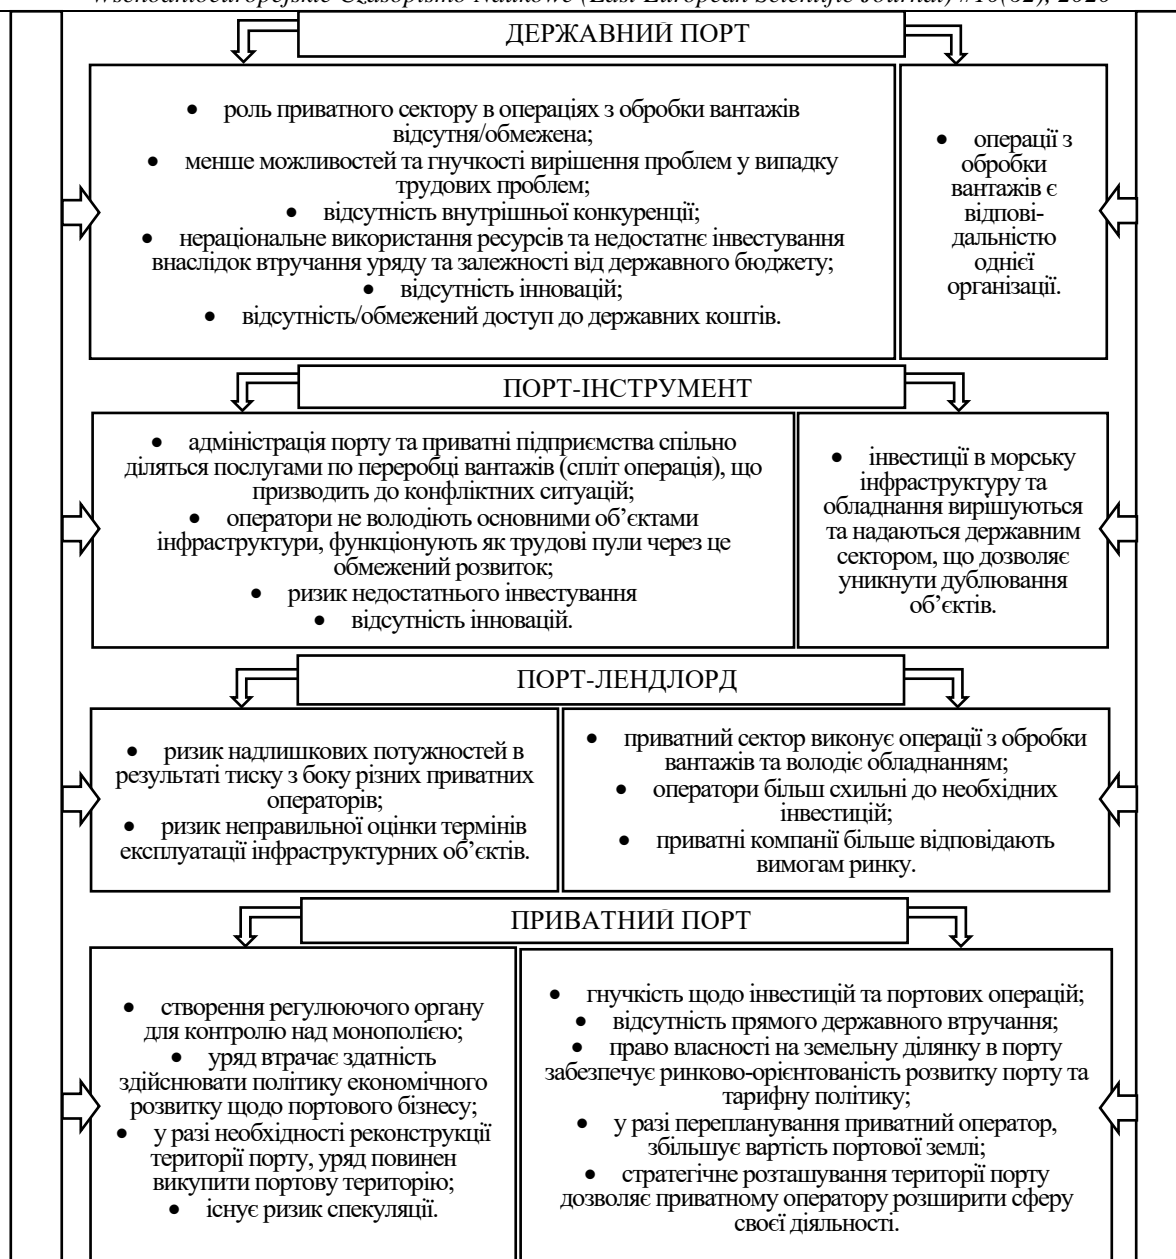 Wschodnioeuropejskie Czasopismo Naukowe (East European Scientific Journal) #10(62), 2020
ДЕРЖАВНИЙ ПОРТ
• роль приватного сектору в операціях з обробки вантажів
відсутня/обмежена;
• менше можливостей та гнучкості вирішення проблем у випадку
трудових проблем;
• відсутність внутрішньої конкуренції;
• нераціональне використання ресурсів та недостатнє інвестування
внаслідок втручання уряду та залежності від державного бюджету;
• відсутність інновацій;
• відсутність/обмежений доступ до державних коштів.
• операції з
обробки
вантажів є
відпові-
дальністю
однієї
організації.
ПОРТ-ІНСТРУМЕНТ
• адміністрація порту та приватні підприємства спільно
діляться послугами по переробці вантажів (спліт операція), що
призводить до конфліктних ситуацій;
• оператори не володіють основними об’єктами
інфраструктури, функціонують як трудові пули через це
обмежений розвиток;
• ризик недостатнього інвестування
• відсутність інновацій.
• інвестиції в морську
інфраструктуру та
обладнання вирішуються
та надаються державним
сектором, що дозволяє
уникнути дублювання
об’єктів.
ПОРТ-ЛЕНДЛОРД
• ризик надлишкових потужностей в
результаті тиску з боку різних приватних
операторів;
• ризик неправильної оцінки термінів
експлуатації інфраструктурних об’єктів.
• приватний сектор виконує операції з обробки
вантажів та володіє обладнанням;
• оператори більш схильні до необхідних
інвестицій;
• приватні компанії більше відповідають
вимогам ринку.
ПРИВАТНИЙ ПОРТ
• створення регулюючого органу
для контролю над монополією;
• уряд втрачає здатність
здійснювати політику економічного
розвитку щодо портового бізнесу;
• у разі необхідності реконструкції
території порту, уряд повинен
викупити портову територію;
• існує ризик спекуляції.
• гнучкість щодо інвестицій та портових операцій;
• відсутність прямого державного втручання;
• право власності на земельну ділянку в порту
забезпечує ринково-орієнтованість розвитку порту та
тарифну політику;
• у разі перепланування приватний оператор,
збільшує вартість портової землі;
• стратегічне розташування території порту
дозволяє приватному оператору розширити сферу
своєї діяльності.